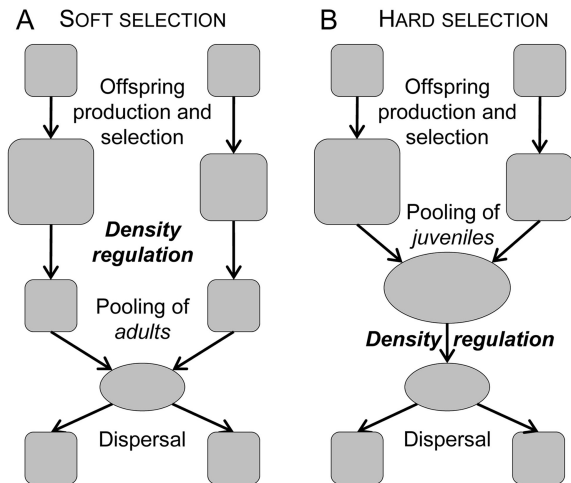 A SOFT SELECTION
Offspring
production and
selection
Density
regulation
Pooling of
adults
Dispersal
B HARD SELECTION
Offspring
production and
selection
Pooling of
juveniles
Density regulation
Dispersal